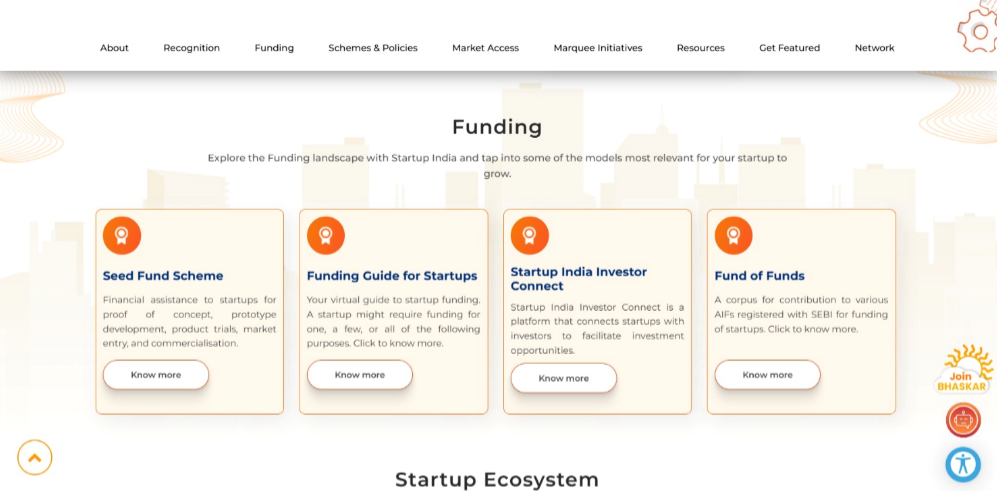 About Recognition Funding Schemes & Policies Market Access Marquee Initiatives Resources Get Featured Network
Funding
Explore the Funding landscape with Startup India and tap into some of the models most relevant for your startup to
grow.
Seed Fund Scheme
Financial assistance to startups for
proof of concept, prototype
development, product trials, market
entry, and commercialisation.
Know more
Funding Guide for Startups
Your virtual guide to startup funding.
A startup might require funding for
one, a few, or all of the following
purposes. Click to know more.
Know more
Startup India Investor
Connect
Startup India Investor Connect is a
platform that connects startups with
investors to facilitate investment
opportunities.
Know more
Fund of Funds
A corpus for contribution to various
AIFs registered with SEBI for funding
of startups. Click to know more.
Know more
Join
BHASKAR
Startup Ecosystem